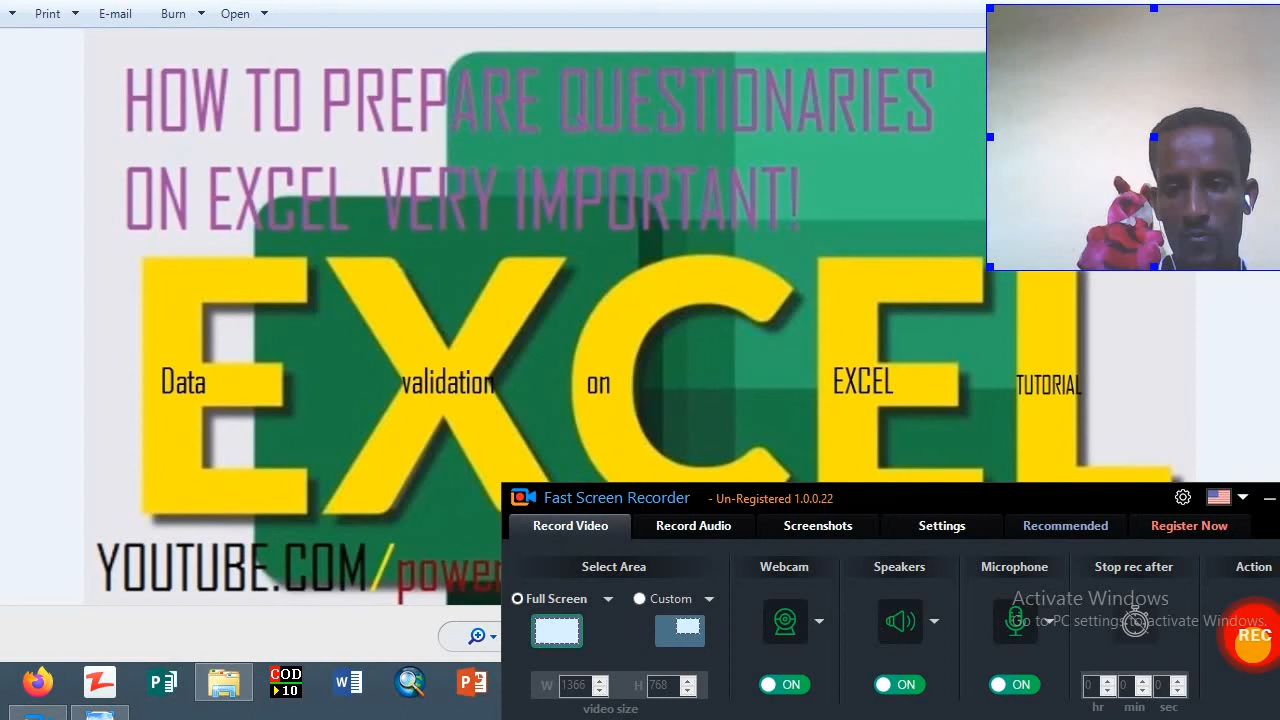 Print E-mail Burn Open
HOW TO PREPARE QUESTIONARIES
ON EXCEL VERY IMPORTANT!
EXCEL
Data validation on EXCEL TUTORIAL
YOUTUBE.COM/power
Fast Screen Recorder - Un-Registered 1.0.0.22
Record Video Record Audio Screenshots Settings Recommended Register Now
Select Area Webcam Speakers Microphone Stop rec after Action
Full Screen Custom
Activate Windows
Go to PC settings to activate Windows.
REC
W 1366 H 768 ON ON ON 0 0 0
video size hr min sec
COD
10